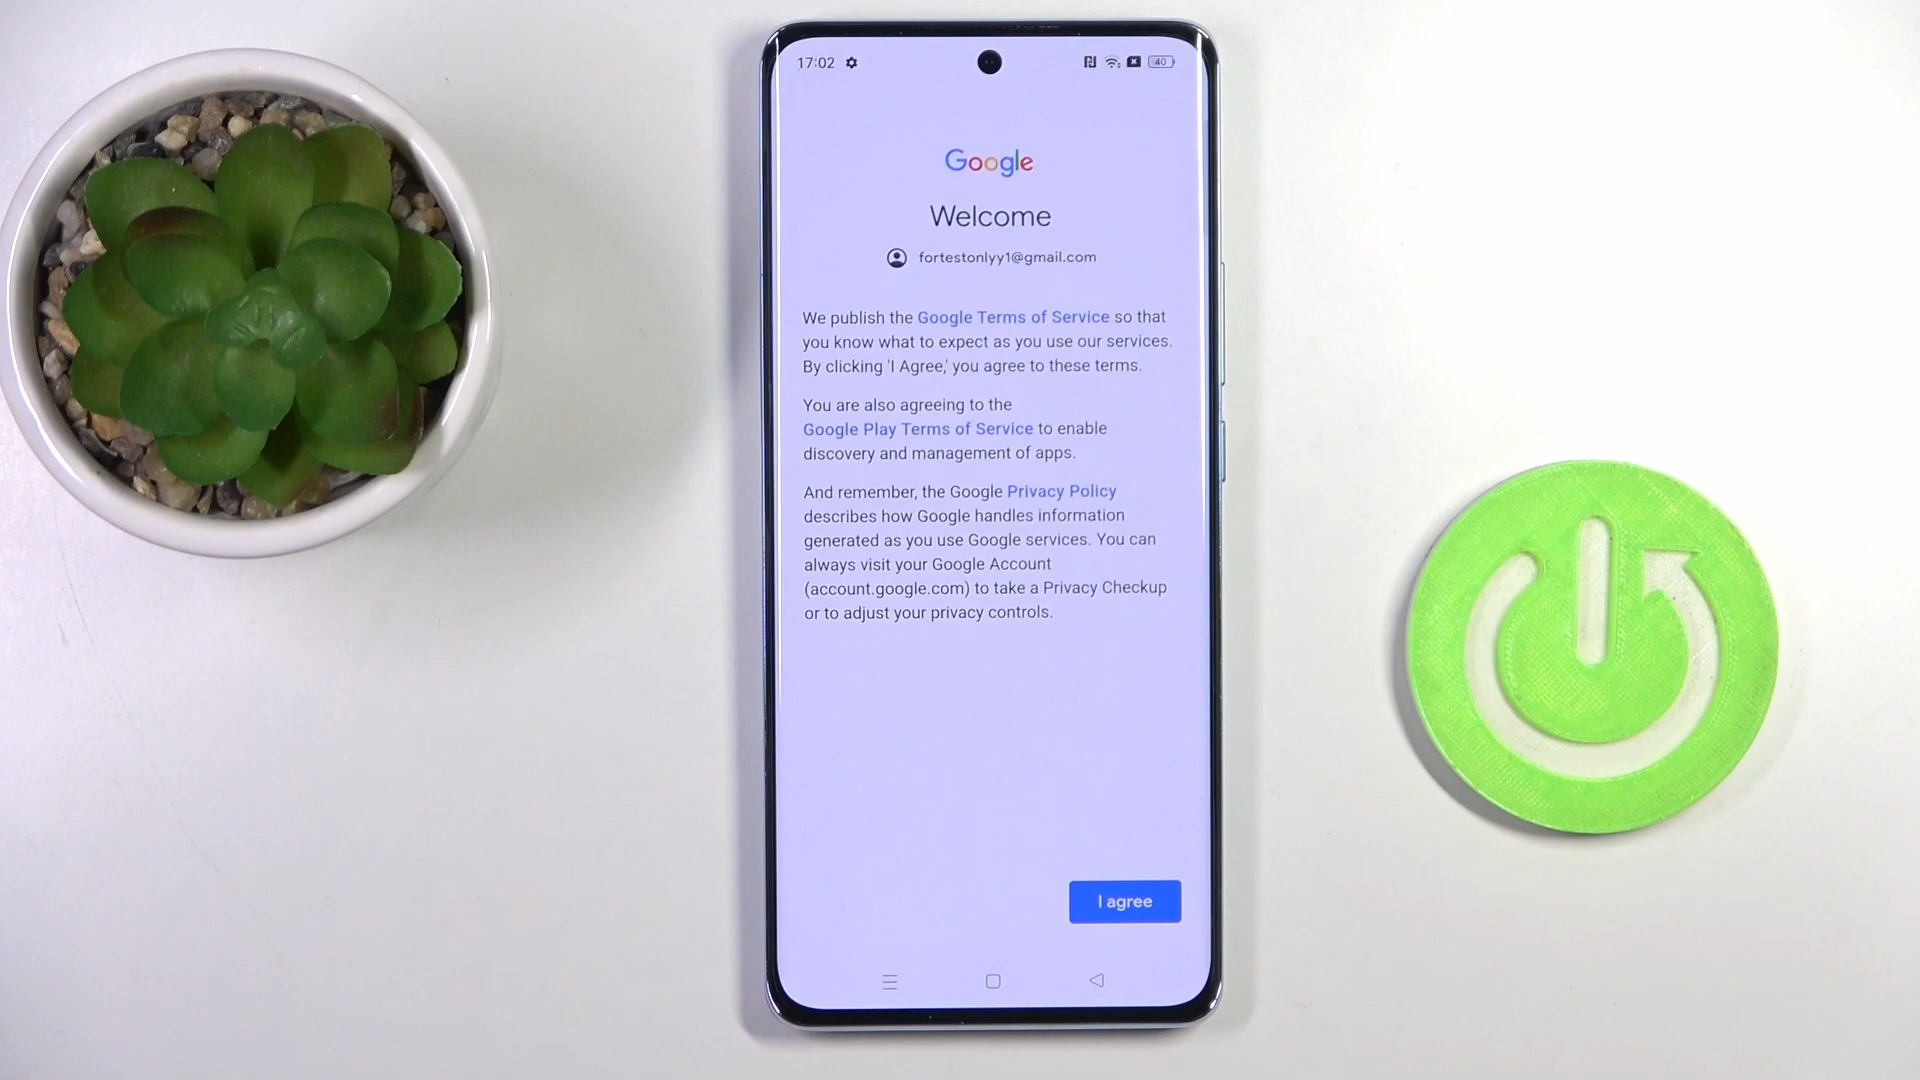 17:02
40
Google
Welcome
fortestonlyy1@gmail.com
We publish the Google Terms of Service so that
you know what to expect as you use our services.
By clicking 'I Agree,' you agree to these terms.
You are also agreeing to the
Google Play Terms of Service to enable
discovery and management of apps.
And remember, the Google Privacy Policy
describes how Google handles information
generated as you use Google services. You can
always visit your Google Account
(account.google.com) to take a Privacy Checkup
or to adjust your privacy controls.
I agree